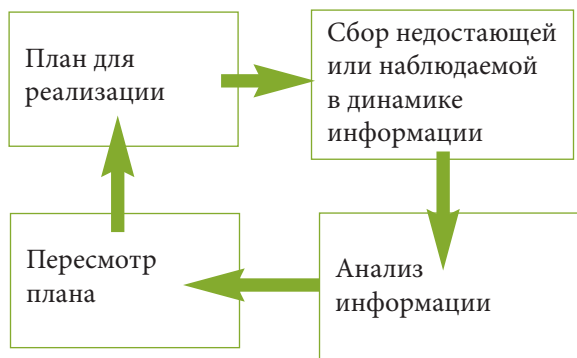 План для
реализации
Сбор недостающей
или наблюдаемой
в динамике
информации
Анализ
информации
Пересмотр
плана